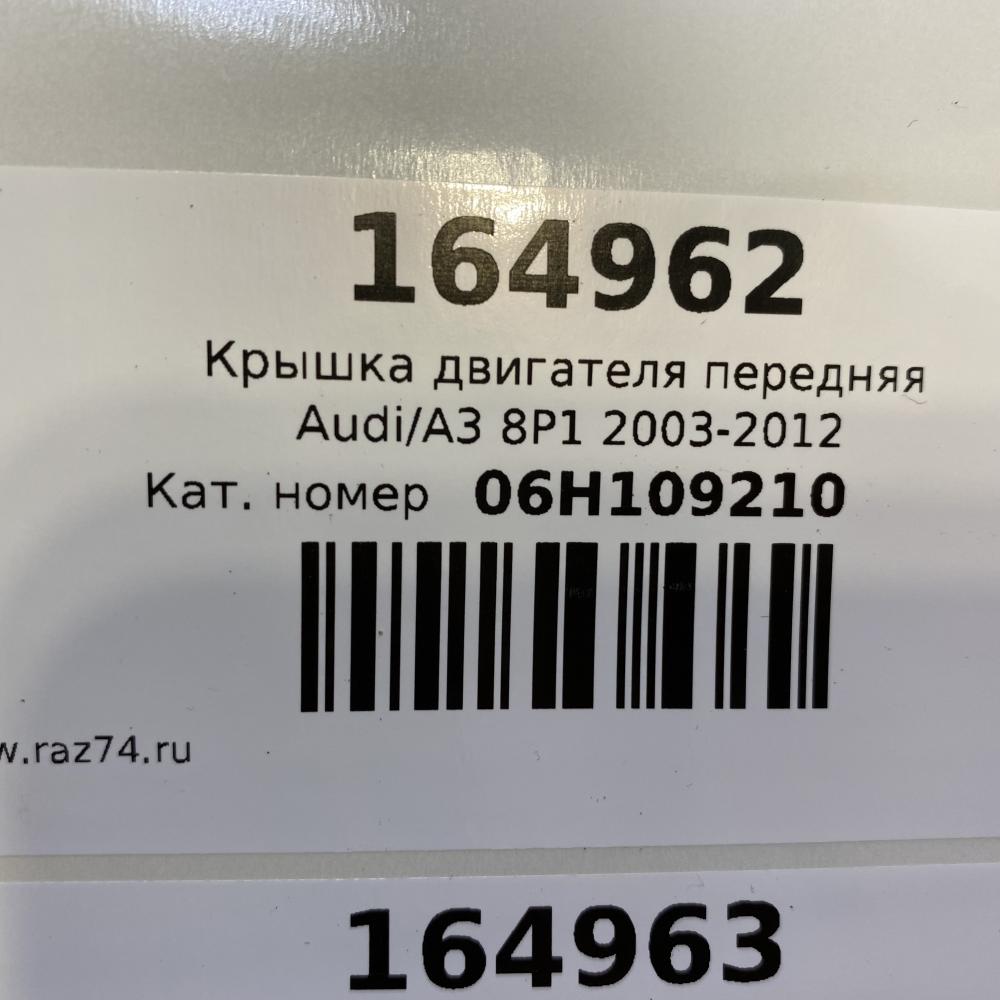 164962
Крышка двигателя передняя
Audi/A3 8P1 2003-2012
Кат. номер 06H109210
w.raz74.ru
164963